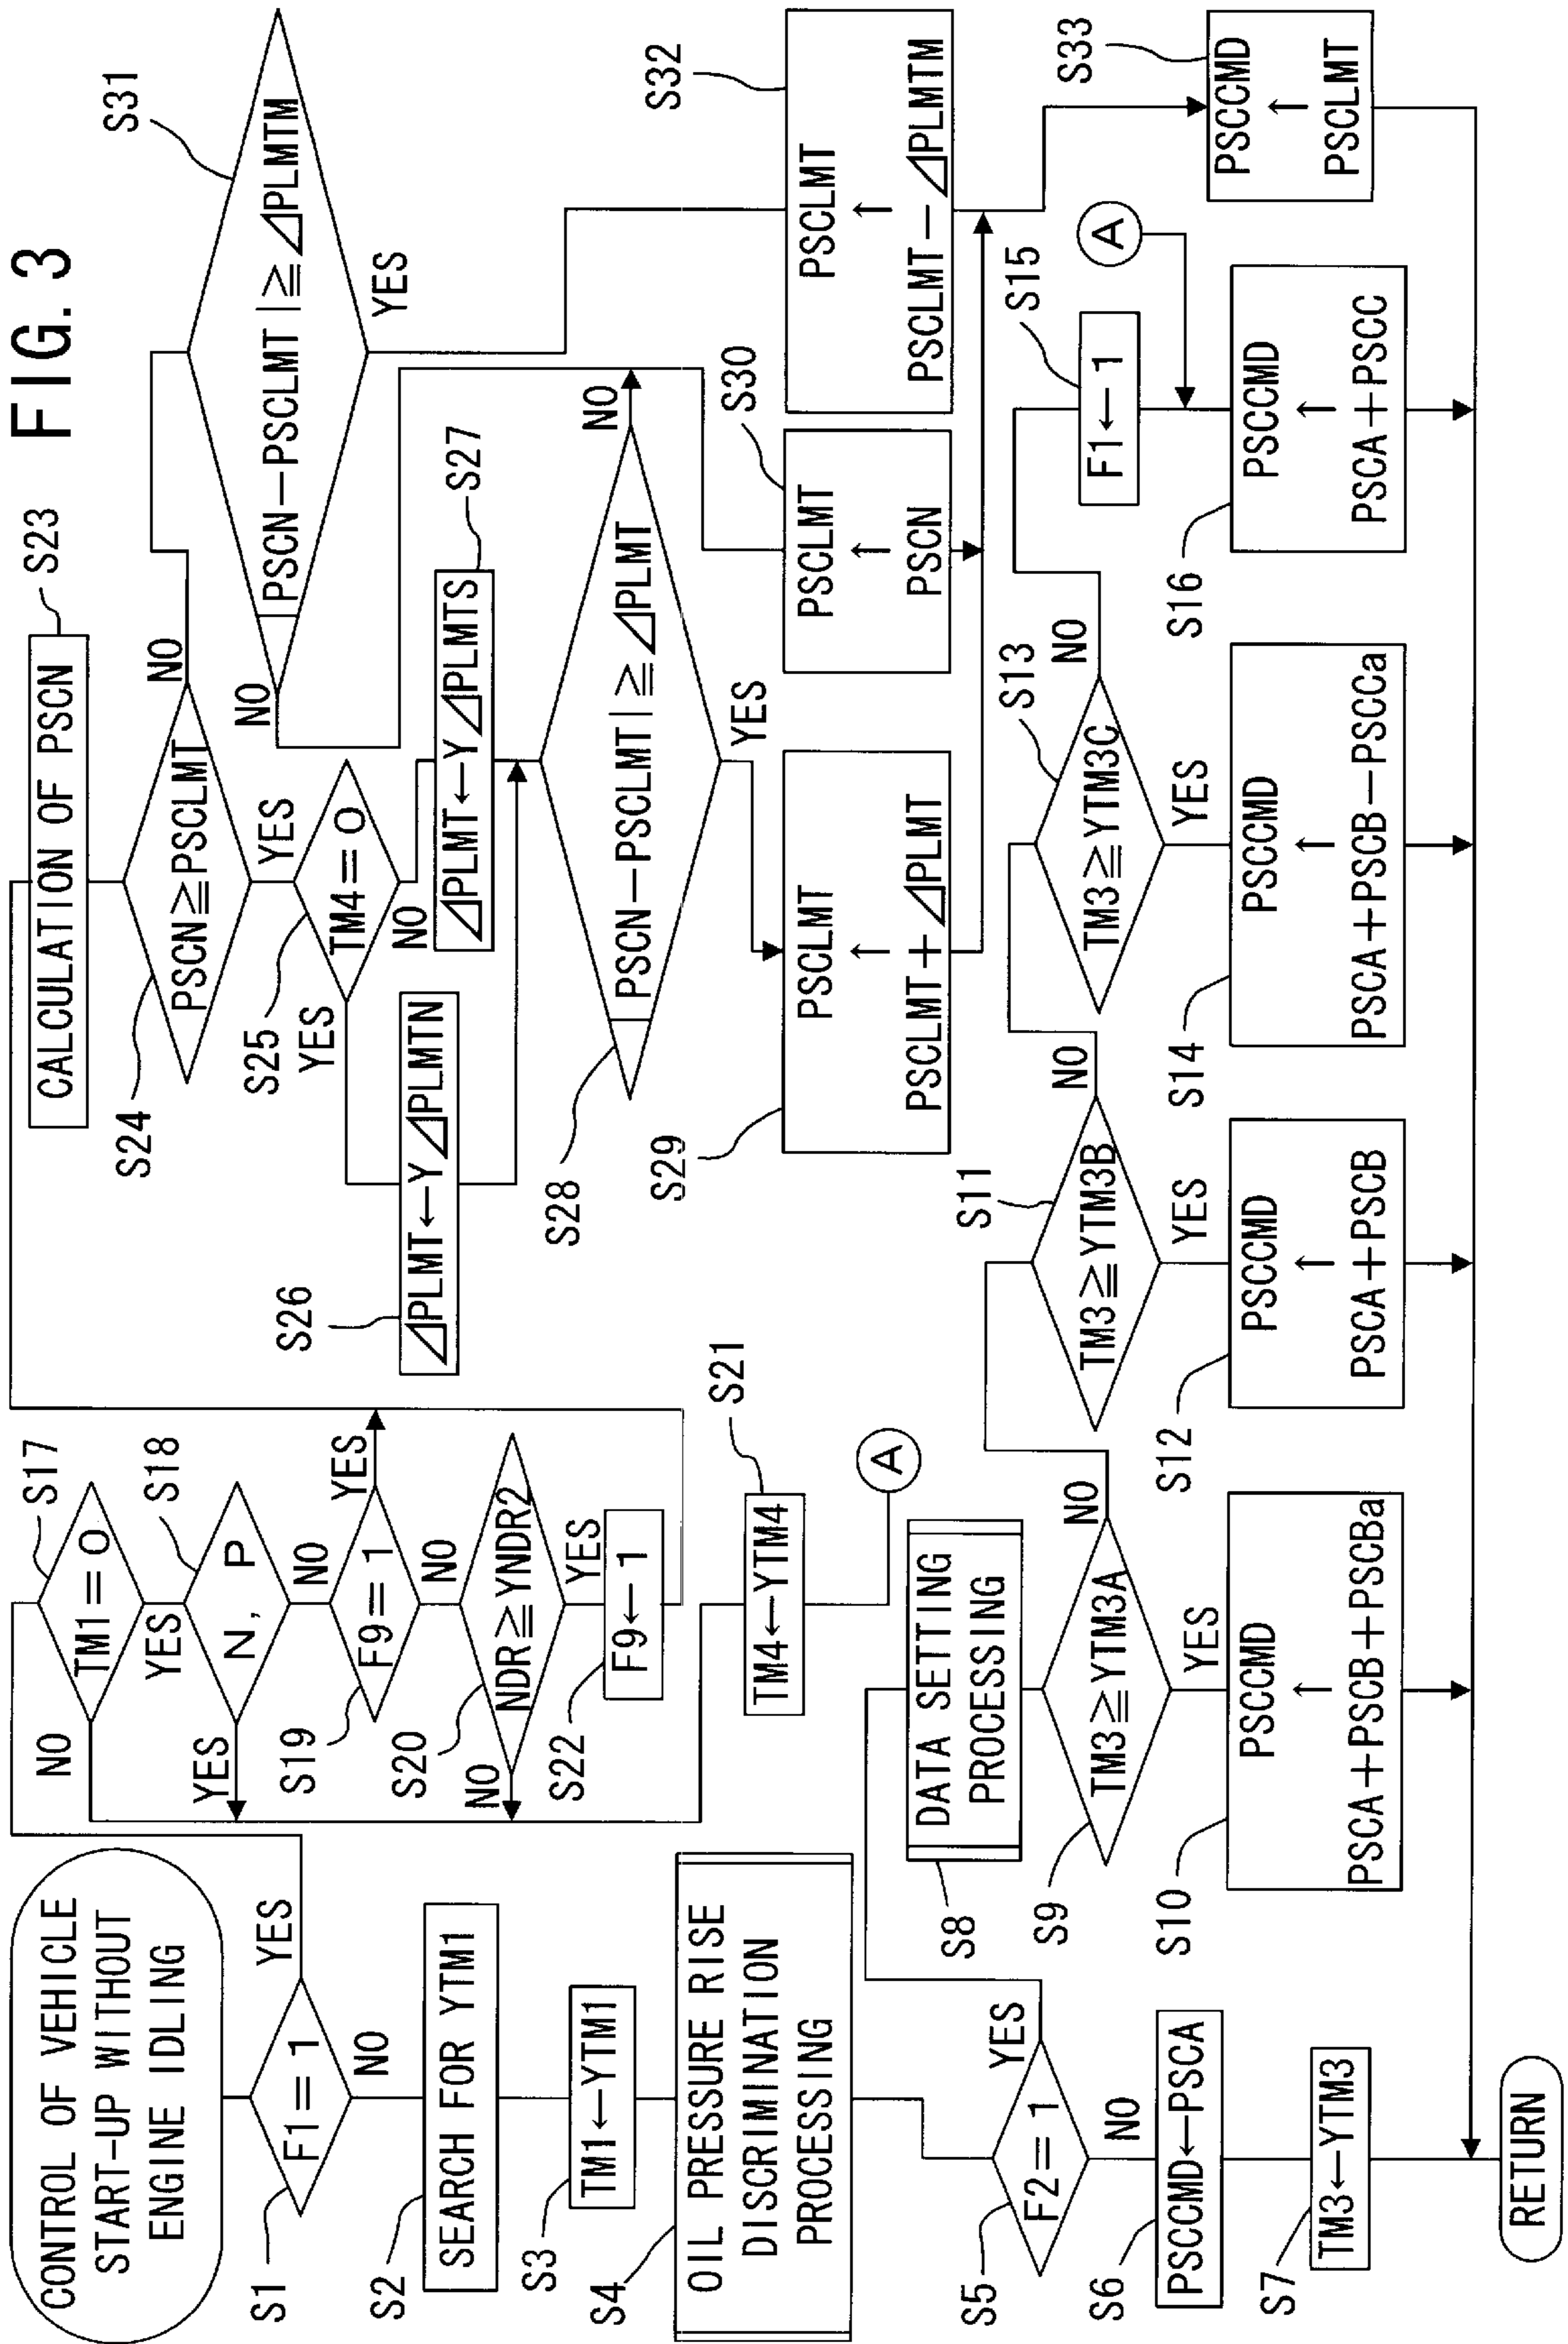 FIG. 3
CONTROL OF VEHICLE
START-UP WITHOUT
ENGINE IDLING
S1
F1=1
YES
NO
S2
SEARCH FOR YTM1
S3
TM1←YTM1
S4
OIL PRESSURE RISE
DISCRIMINATION
PROCESSING
S5
F2=1
YES
NO
S6
PSCCMD←PSCA
S7
TM3←YTM3
RETURN
S17
TM1=0
NO
YES
S18
N, P
YES
NO
S19
F9=1
YES
NO
S20
NDR≧YNDR2
NO
YES
S22
F9←1
S21
TM4←YTM4
A
S8
DATA SETTING
PROCESSING
S9
TM3≧YTM3A
NO
YES
S10
PSCCMD
↑
PSCA+PSCB+PSCBa
S11
TM3≧YTM3B
NO
YES
S12
PSCCMD
↑
PSCA+PSCB
S13
TM3≧YTM3C
NO
YES
S14
PSCCMD
↑
PSCA+PSCB-PSCCa
S15
F1←1
A
S16
PSCCMD
↑
PSCA+PSCC
S23
CALCULATION OF PSCN
S24
PSCN≧PSCLMT
NO
YES
S25
TM4=0
YES
NO
S26
⊿PLMT←Y⊿PLMTN
S27
⊿PLMT←Y⊿PLMTS
S28
|PSCN-PSCLMT|≧⊿PLMT
NO
YES
S29
PSCLMT
↑
PSCLMT+⊿PLMT
S30
PSCLMT
↑
PSCN
S31
|PSCN-PSCLMT|≧⊿PLMTM
NO
YES
S32
PSCLMT
↑
PSCLMT-⊿PLMTM
S33
PSCCMD
↑
PSCLMT